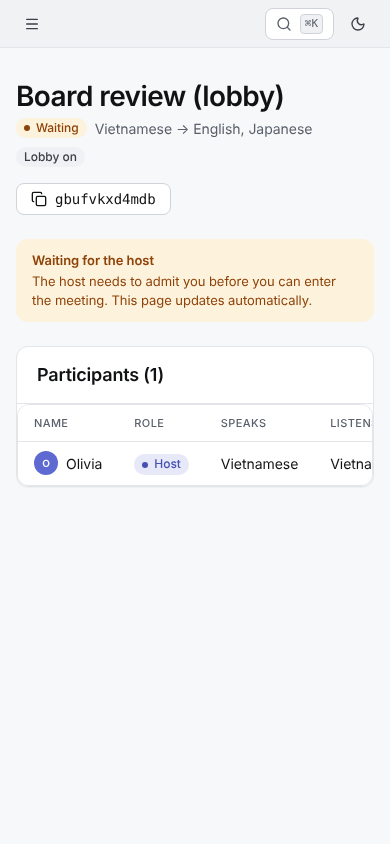 ⌘K
Board review (lobby)
Waiting
Vietnamese → English, Japanese
Lobby on
gbufvkxd4mdb
Waiting for the host
The host needs to admit you before you can enter
the meeting. This page updates automatically.
Participants (1)
NAME ROLE SPEAKS LISTEN
O Olivia Host Vietnamese Vietna